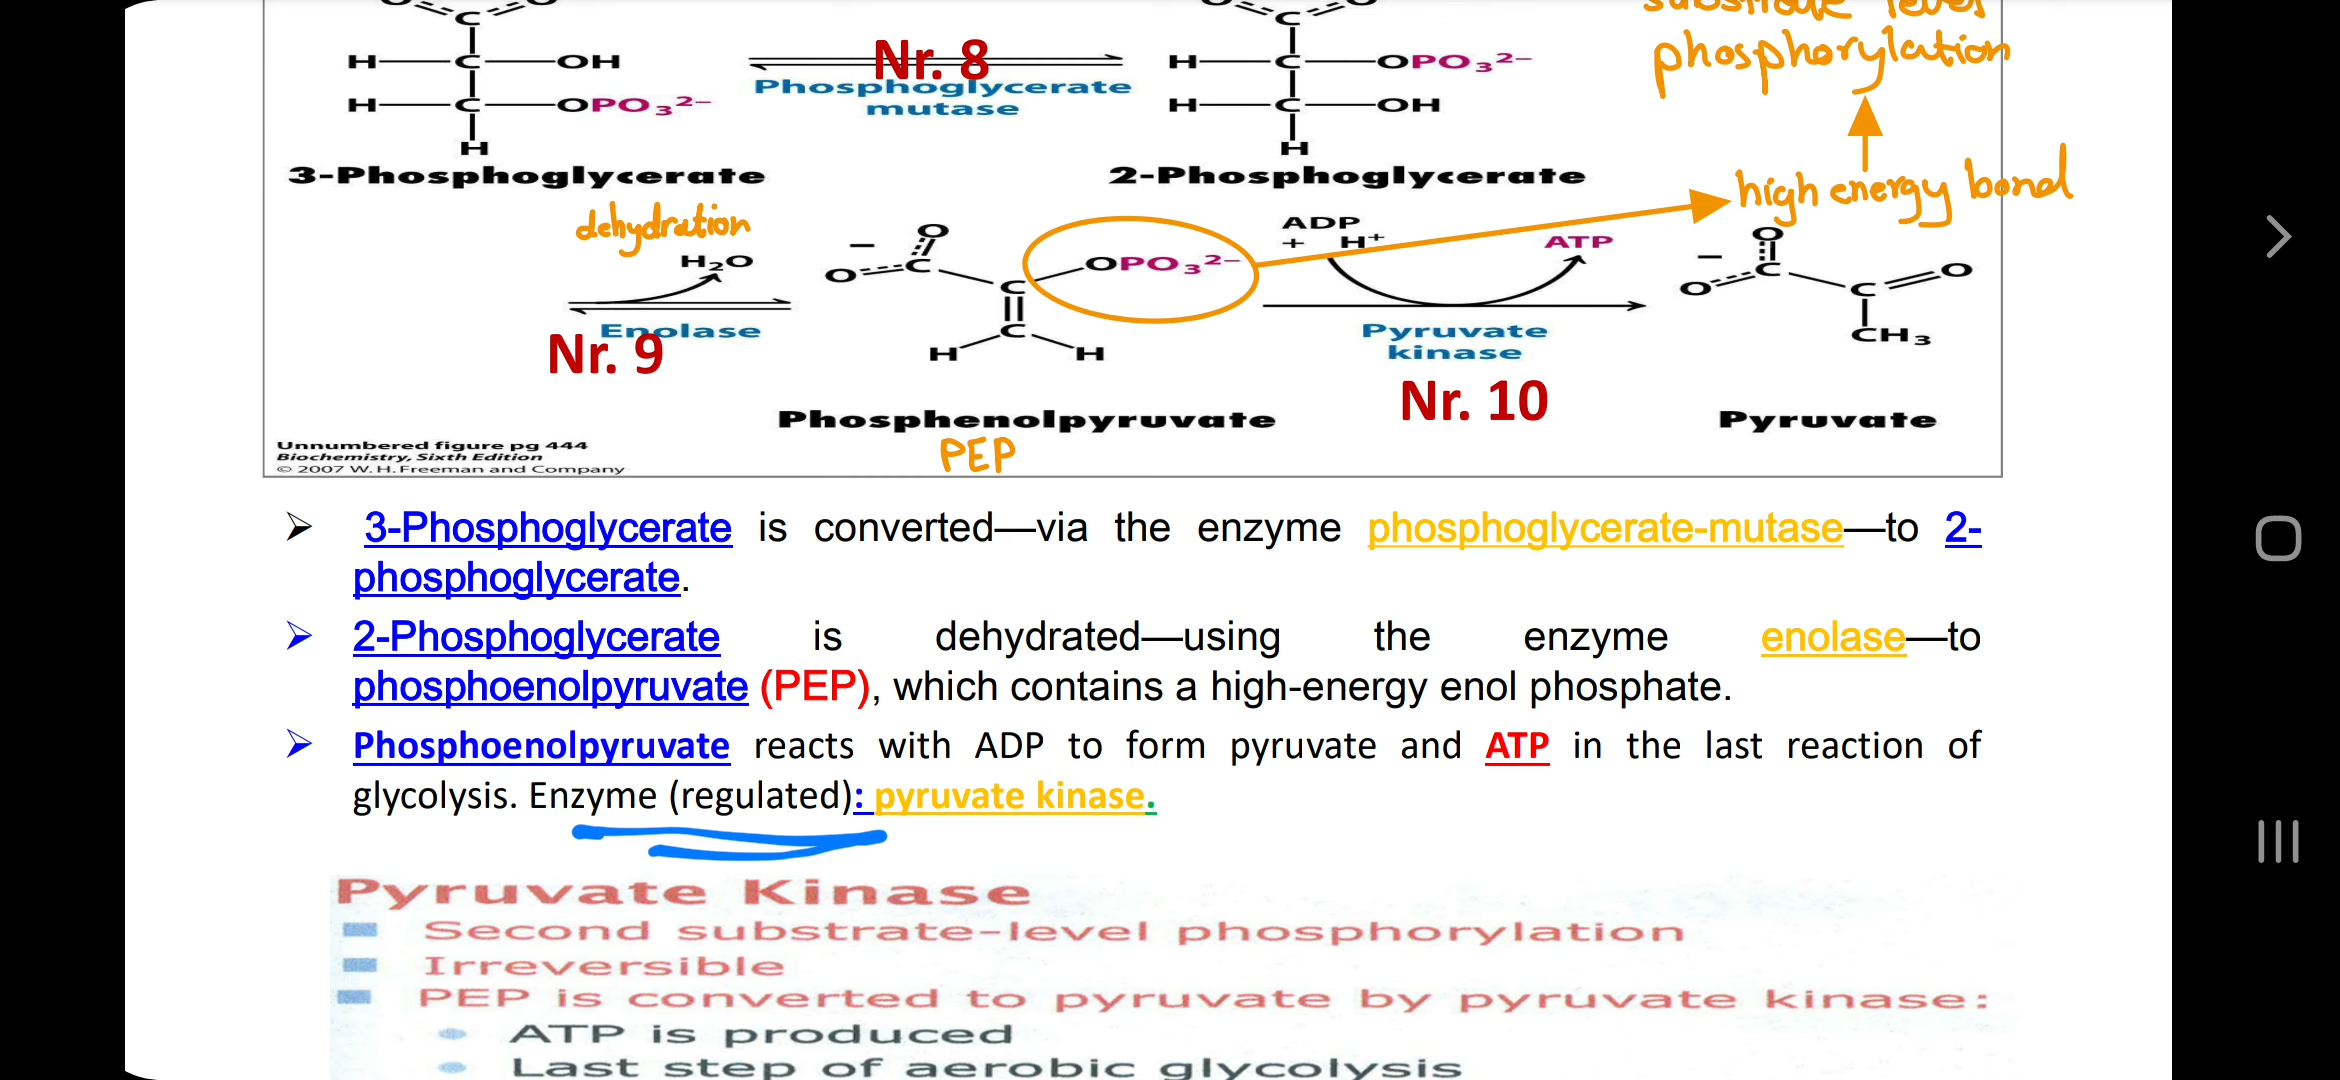 substrate level
phosphorylation
H C OH
H C OPO₃²⁻
H
3-Phosphoglycerate
Nr. 8
Phosphoglycerate
mutase
H C OPO₃²⁻
H C OH
H
2-Phosphoglycerate
high energy bond
dehydration
H₂O
Enolase
Nr. 9
O
− O C
C OPO₃²⁻
C
H H
Phosphenolpyruvate
PEP
ADP
+ H⁺
ATP
Pyruvate
kinase
Nr. 10
O
− O C
C O
CH₃
Pyruvate
Unnumbered figure pg 444
Biochemistry, Sixth Edition
© 2007 W.H.Freeman and Company
➢ 3-Phosphoglycerate is converted—via the enzyme phosphoglycerate-mutase—to 2-
phosphoglycerate.
➢ 2-Phosphoglycerate is dehydrated—using the enzyme enolase—to
phosphoenolpyruvate (PEP), which contains a high-energy enol phosphate.
➢ Phosphoenolpyruvate reacts with ADP to form pyruvate and ATP in the last reaction of
glycolysis. Enzyme (regulated): pyruvate kinase.
Pyruvate Kinase
Second substrate-level phosphorylation
Irreversible
PEP is converted to pyruvate by pyruvate kinase:
ATP is produced
Last step of aerobic glycolysis